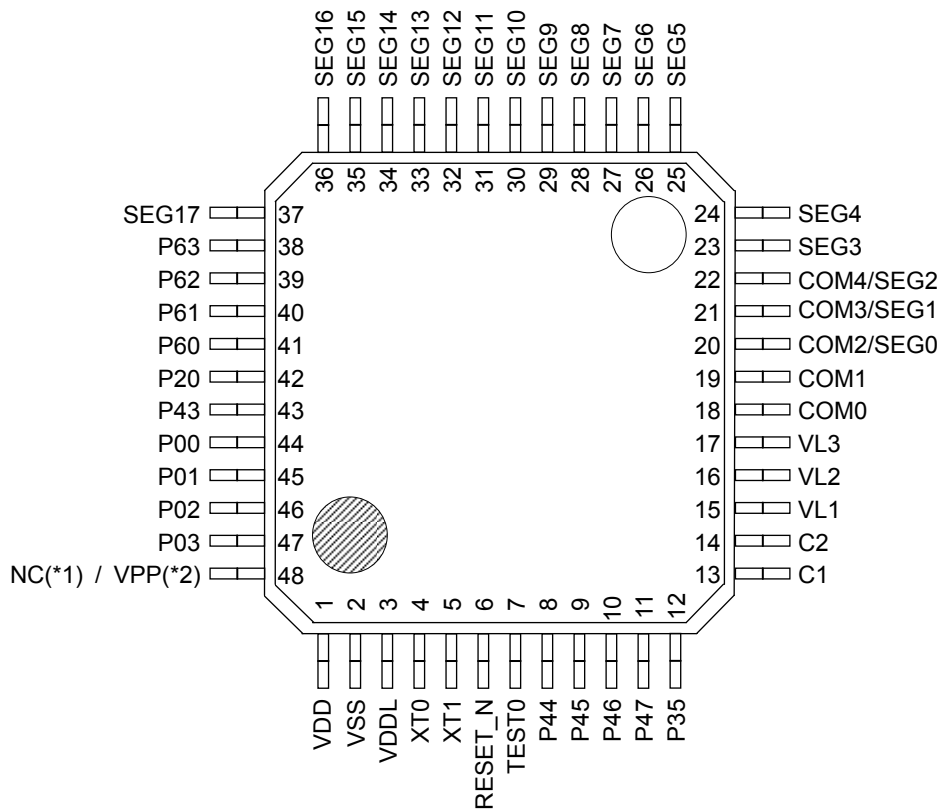 SEG16 SEG15 SEG14 SEG13 SEG12 SEG11 SEG10 SEG9 SEG8 SEG7 SEG6 SEG5
36 35 34 33 32 31 30 29 28 27 26 25
SEG17 37 24 SEG4
P63 38 23 SEG3
P62 39 22 COM4/SEG2
P61 40 21 COM3/SEG1
P60 41 20 COM2/SEG0
P20 42 19 COM1
P43 43 18 COM0
P00 44 17 VL3
P01 45 16 VL2
P02 46 15 VL1
P03 47 14 C2
NC(*1) / VPP(*2) 48 13 C1
1 2 3 4 5 6 7 8 9 10 11 12
VDD VSS VDDL XT0 XT1 RESET_N TEST0 P44 P45 P46 P47 P35